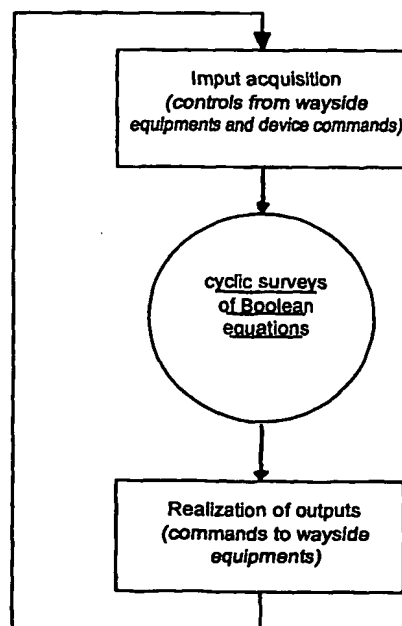 Imput acquisition
(controls from wayside
equipments and device commands)
cyclic surveys
of Boolean
equations
Realization of outputs
(commands to wayside
equipments)